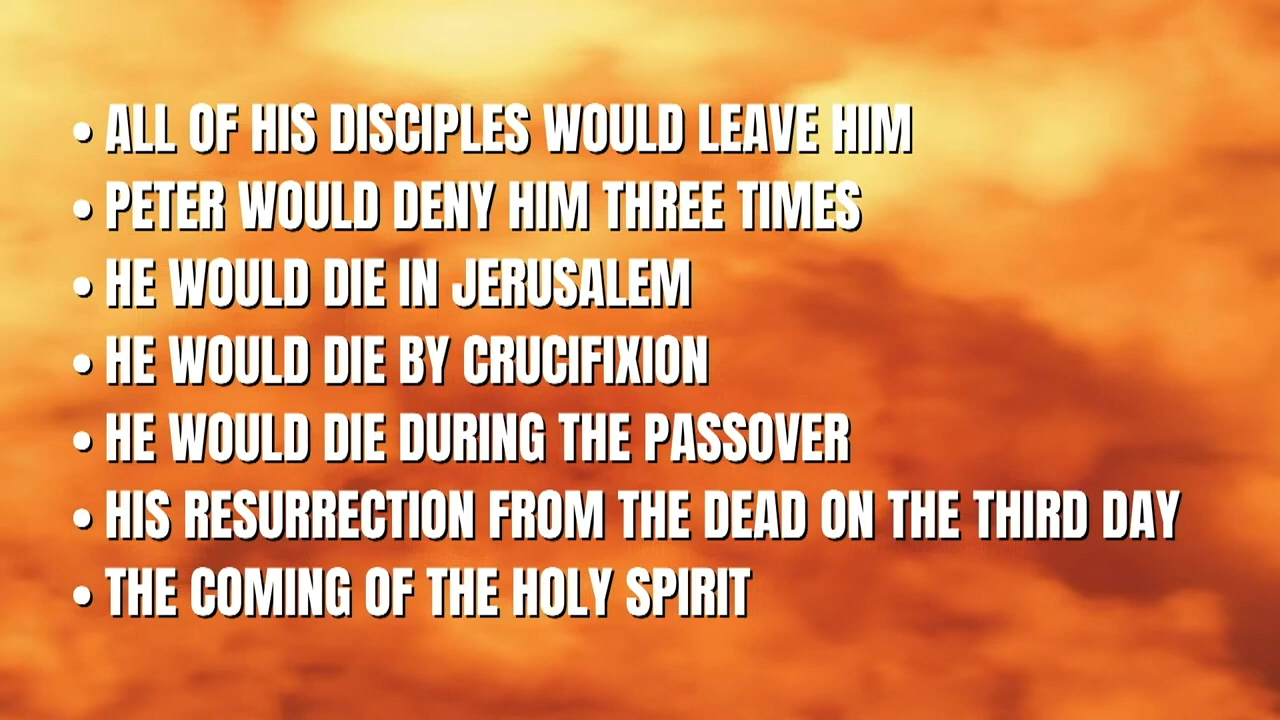 • ALL OF HIS DISCIPLES WOULD LEAVE HIM
• PETER WOULD DENY HIM THREE TIMES
• HE WOULD DIE IN JERUSALEM
• HE WOULD DIE BY CRUCIFIXION
• HE WOULD DIE DURING THE PASSOVER
• HIS RESURRECTION FROM THE DEAD ON THE THIRD DAY
• THE COMING OF THE HOLY SPIRIT